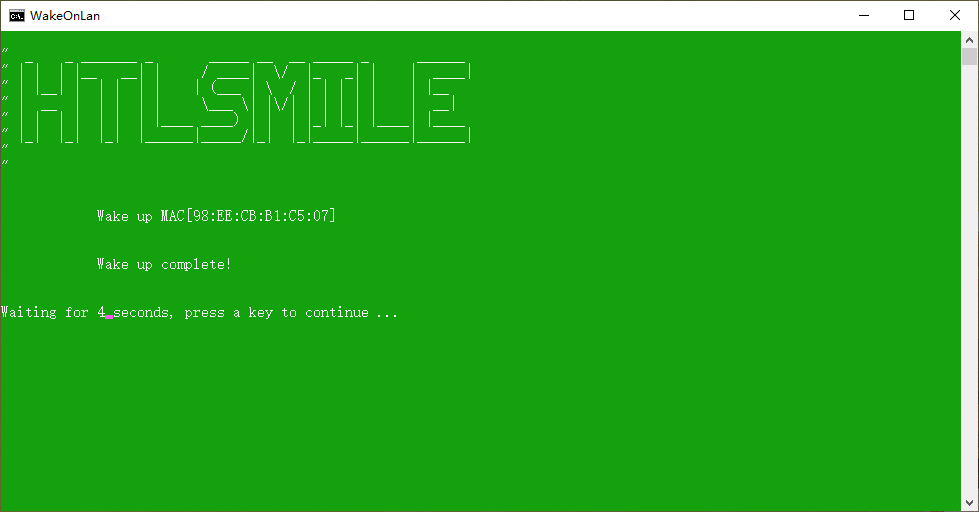 WakeOnLan
HTLSMILE
Wake up MAC[98:EE:CB:B1:C5:07]
Wake up complete!
Waiting for 4 seconds, press a key to continue ...